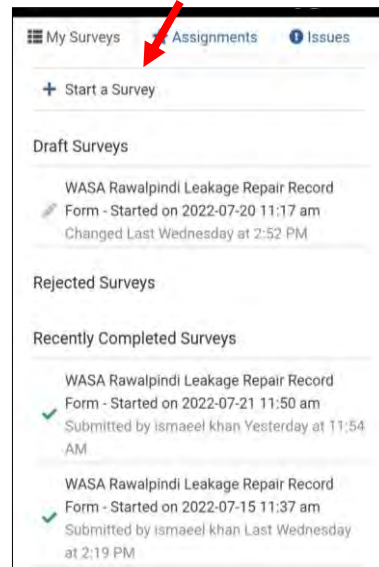 My Surveys Assignments Issues
+ Start a Survey
Draft Surveys
WASA Rawalpindi Leakage Repair Record
Form - Started on 2022-07-20 11:17 am
Changed Last Wednesday at 2:52 PM
Rejected Surveys
Recently Completed Surveys
WASA Rawalpindi Leakage Repair Record
Form - Started on 2022-07-21 11:50 am
Submitted by ismaeel khan Yesterday at 11:54
AM
WASA Rawalpindi Leakage Repair Record
Form - Started on 2022-07-15 11:37 am
Submitted by ismaeel khan Last Wednesday
at 2:19 PM